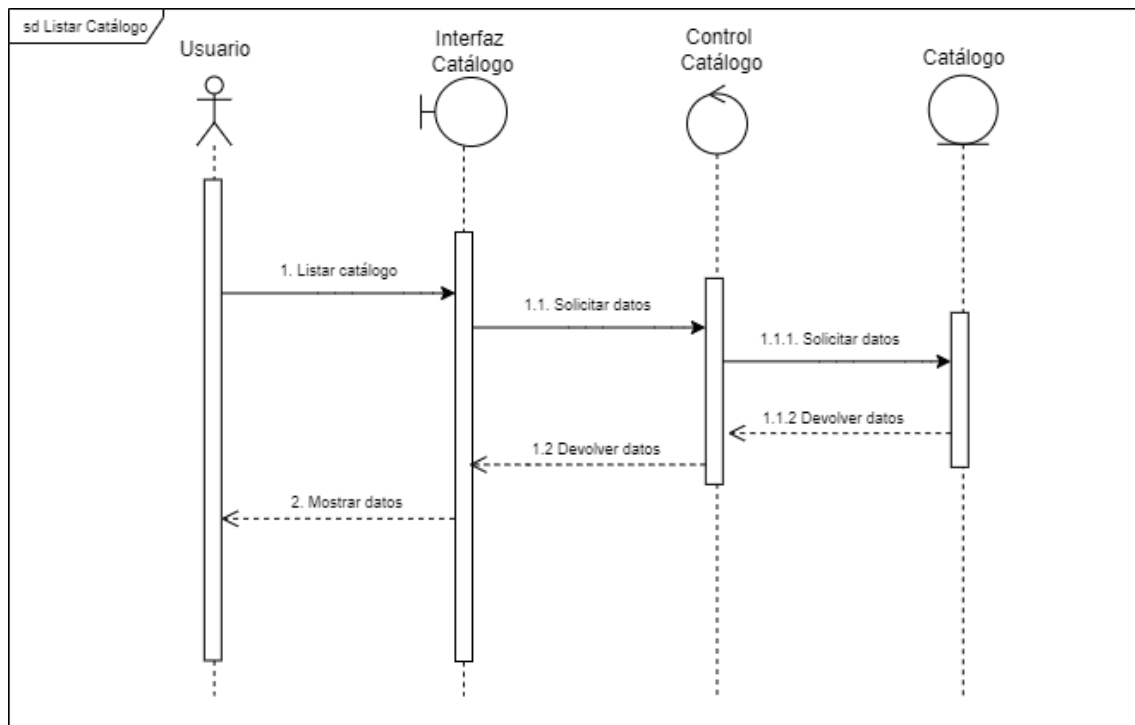 sd Listar Catálogo
Usuario
Interfaz
Catálogo
Control
Catálogo
Catálogo
1. Listar catálogo
1.1. Solicitar datos
1.1.1. Solicitar datos
1.1.2 Devolver datos
1.2 Devolver datos
2. Mostrar datos